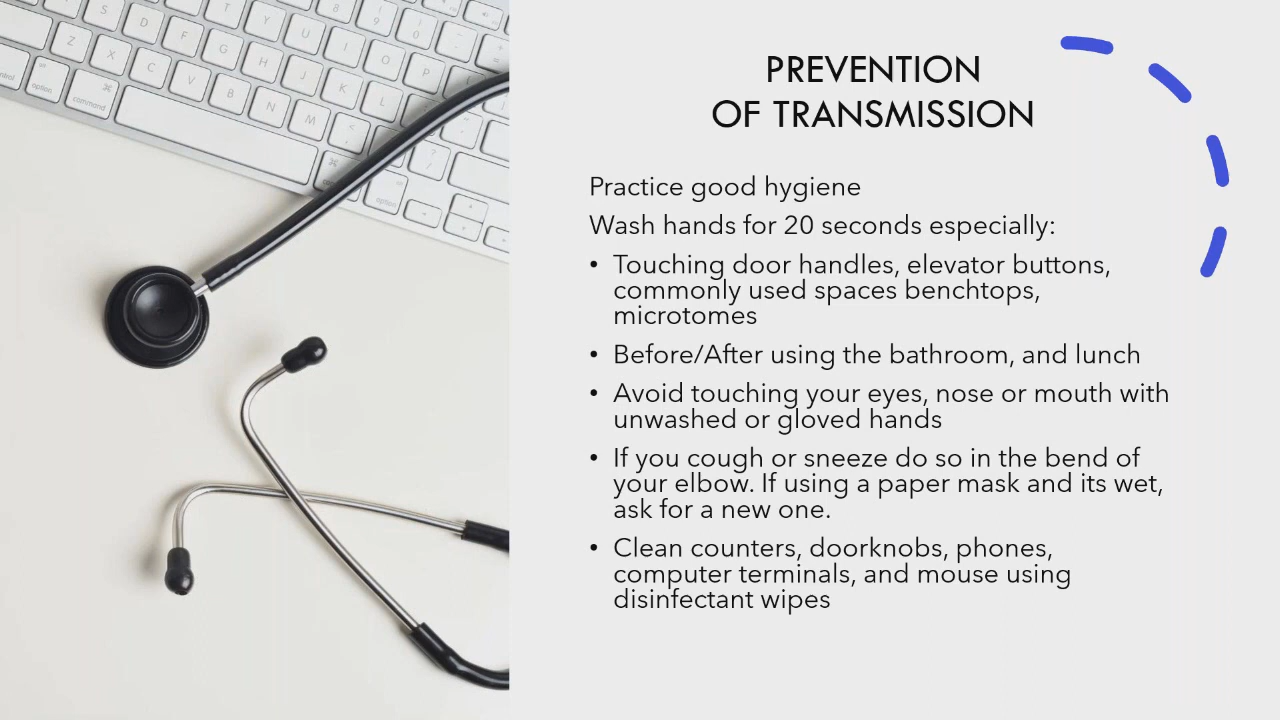 PREVENTION
OF TRANSMISSION
Practice good hygiene
Wash hands for 20 seconds especially:
• Touching door handles, elevator buttons,
commonly used spaces benchtops,
microtomes
• Before/After using the bathroom, and lunch
• Avoid touching your eyes, nose or mouth with
unwashed or gloved hands
• If you cough or sneeze do so in the bend of
your elbow. If using a paper mask and its wet,
ask for a new one.
• Clean counters, doorknobs, phones,
computer terminals, and mouse using
disinfectant wipes